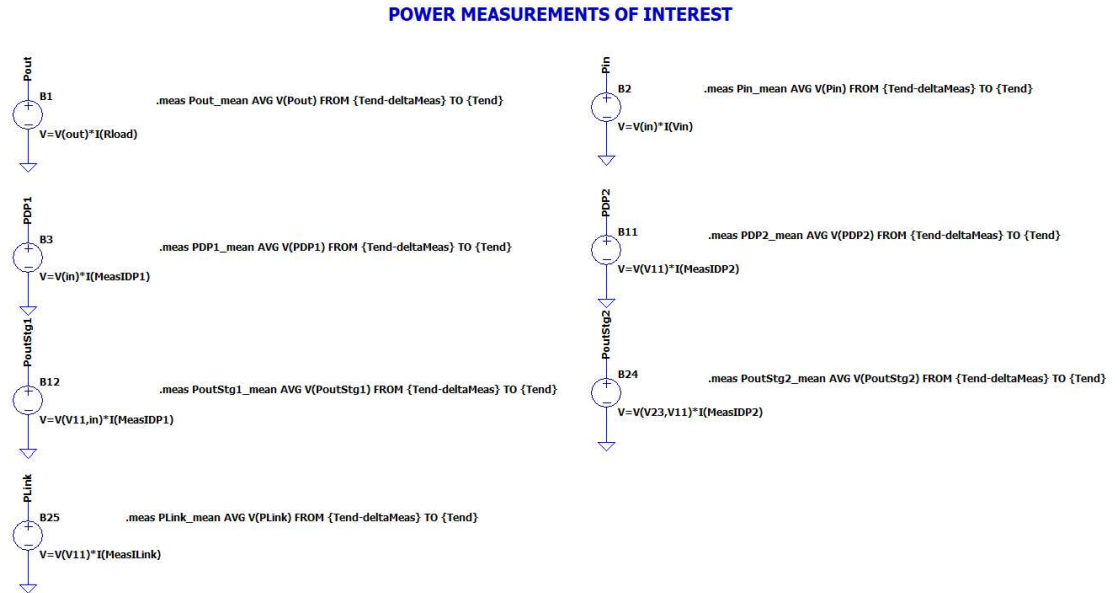 POWER MEASUREMENTS OF INTEREST
Pout
B1
.meas Pout_mean AVG V(Pout) FROM {Tend-deltaMeas} TO {Tend}
V=V(out)*I(Rload)
Pin
B2
.meas Pin_mean AVG V(Pin) FROM {Tend-deltaMeas} TO {Tend}
V=V(in)*I(Vin)
PDP1
B3
.meas PDP1_mean AVG V(PDP1) FROM {Tend-deltaMeas} TO {Tend}
V=V(in)*I(MeasIDP1)
PDP2
B11
.meas PDP2_mean AVG V(PDP2) FROM {Tend-deltaMeas} TO {Tend}
V=V(V11)*I(MeasIDP2)
PoutStg1
B12
.meas PoutStg1_mean AVG V(PoutStg1) FROM {Tend-deltaMeas} TO {Tend}
V=V(V11,in)*I(MeasIDP1)
PoutStg2
B24
.meas PoutStg2_mean AVG V(PoutStg2) FROM {Tend-deltaMeas} TO {Tend}
V=V(V23,V11)*I(MeasIDP2)
PLink
B25
.meas PLink_mean AVG V(PLink) FROM {Tend-deltaMeas} TO {Tend}
V=V(V11)*I(MeasILink)